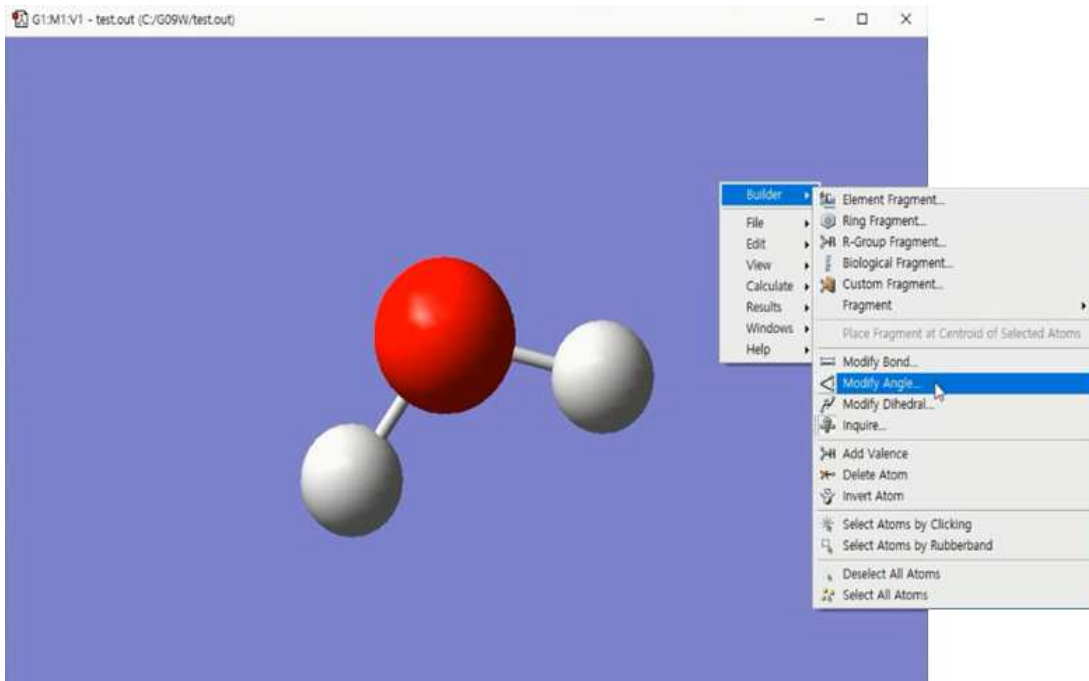 G1:M1:V1 - test.out (C:/G09W/test.out)
Builder
File
Edit
View
Calculate
Results
Windows
Help
Element Fragment...
Ring Fragment...
R-Group Fragment...
Biological Fragment...
Custom Fragment...
Fragment
Place Fragment at Centroid of Selected Atoms
Modify Bond...
Modify Angle...
Modify Dihedral...
Inquire...
Add Valence
Delete Atom
Invert Atom
Select Atoms by Clicking
Select Atoms by Rubberband
Deselect All Atoms
Select All Atoms